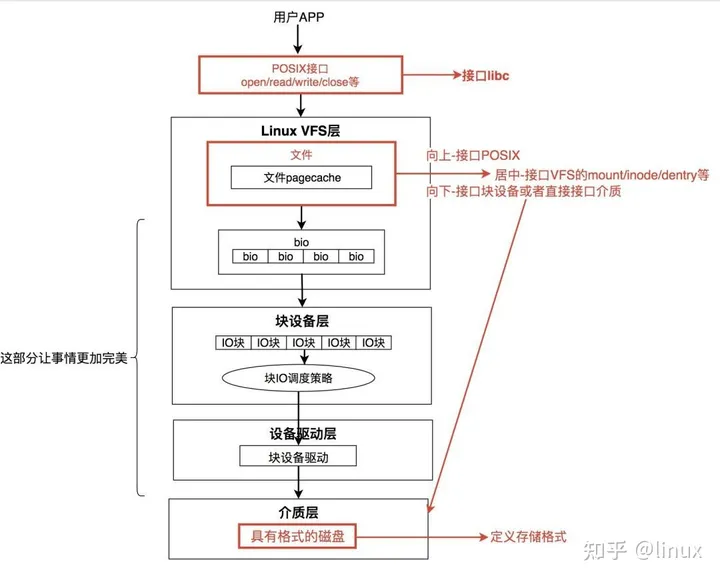 用户APP
POSIX接口
open/read/write/close等
接口libc
Linux VFS层
文件
文件pagecache
向上-接口POSIX
居中-接口VFS的mount/inode/dentry等
向下-接口块设备或者直接接口介质
bio
bio bio bio bio
块设备层
IO块 IO块 IO块 IO块 IO块
块IO调度策略
这部分让事情更加完美
设备驱动层
块设备驱动
介质层
具有格式的磁盘
定义存储格式
知乎 @linux